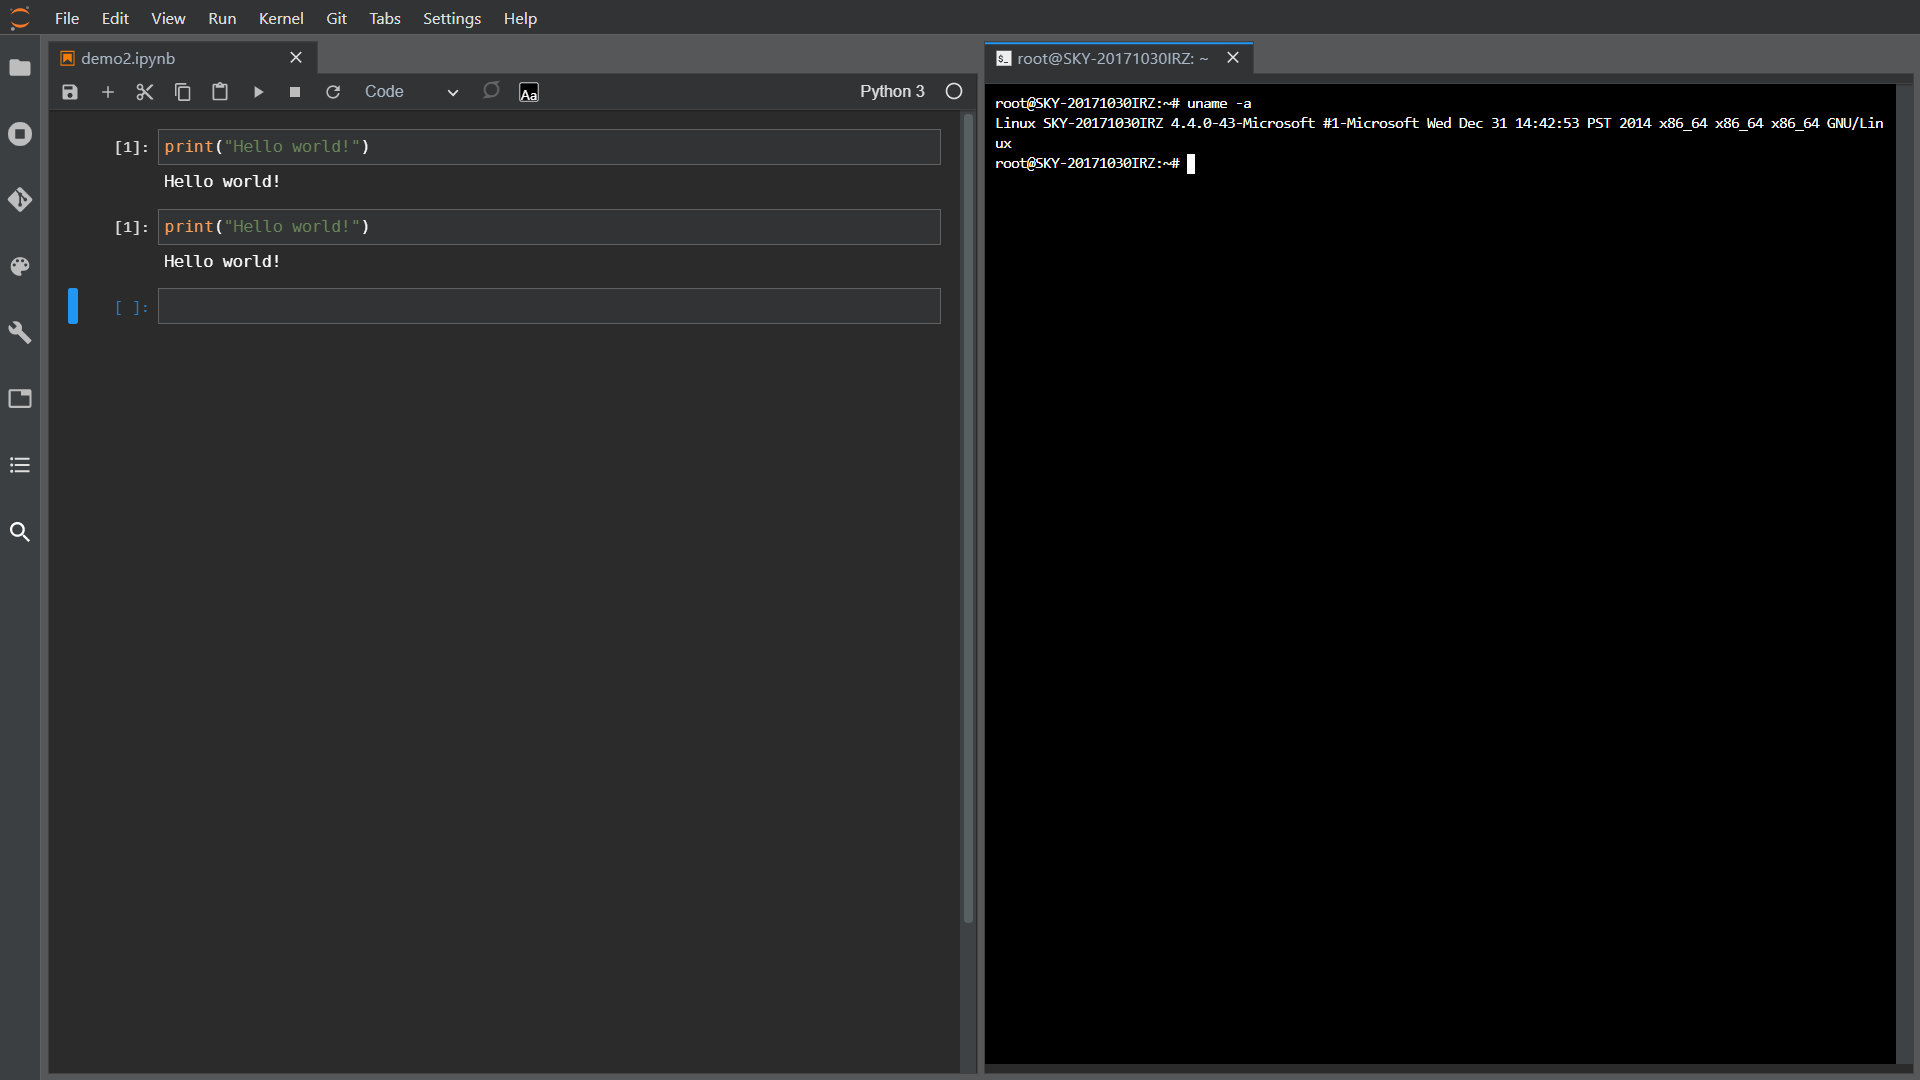 File Edit View Run Kernel Git Tabs Settings Help
demo2.ipynb
Code
Aa
Python 3
[1]: print("Hello world!")
Hello world!
[1]: print("Hello world!")
Hello world!
[ ]:
$_ root@SKY-20171030IRZ: ~
root@SKY-20171030IRZ:~# uname -a
Linux SKY-20171030IRZ 4.4.0-43-Microsoft #1-Microsoft Wed Dec 31 14:42:53 PST 2014 x86_64 x86_64 x86_64 GNU/Lin
ux
root@SKY-20171030IRZ:~#